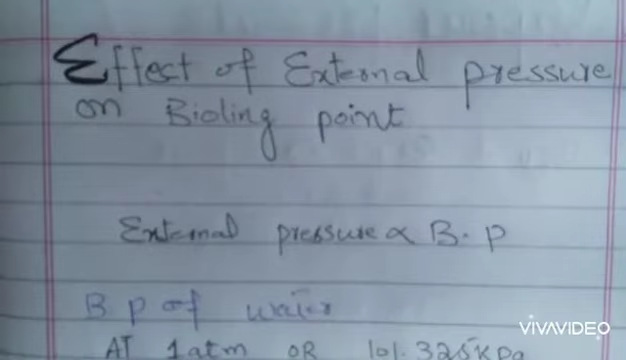 Effect of External pressure
on Bioling point
External pressure ∝ B.p
B p of water
AT 1 atm OR 101.325 kPa
VIVAVIDEO